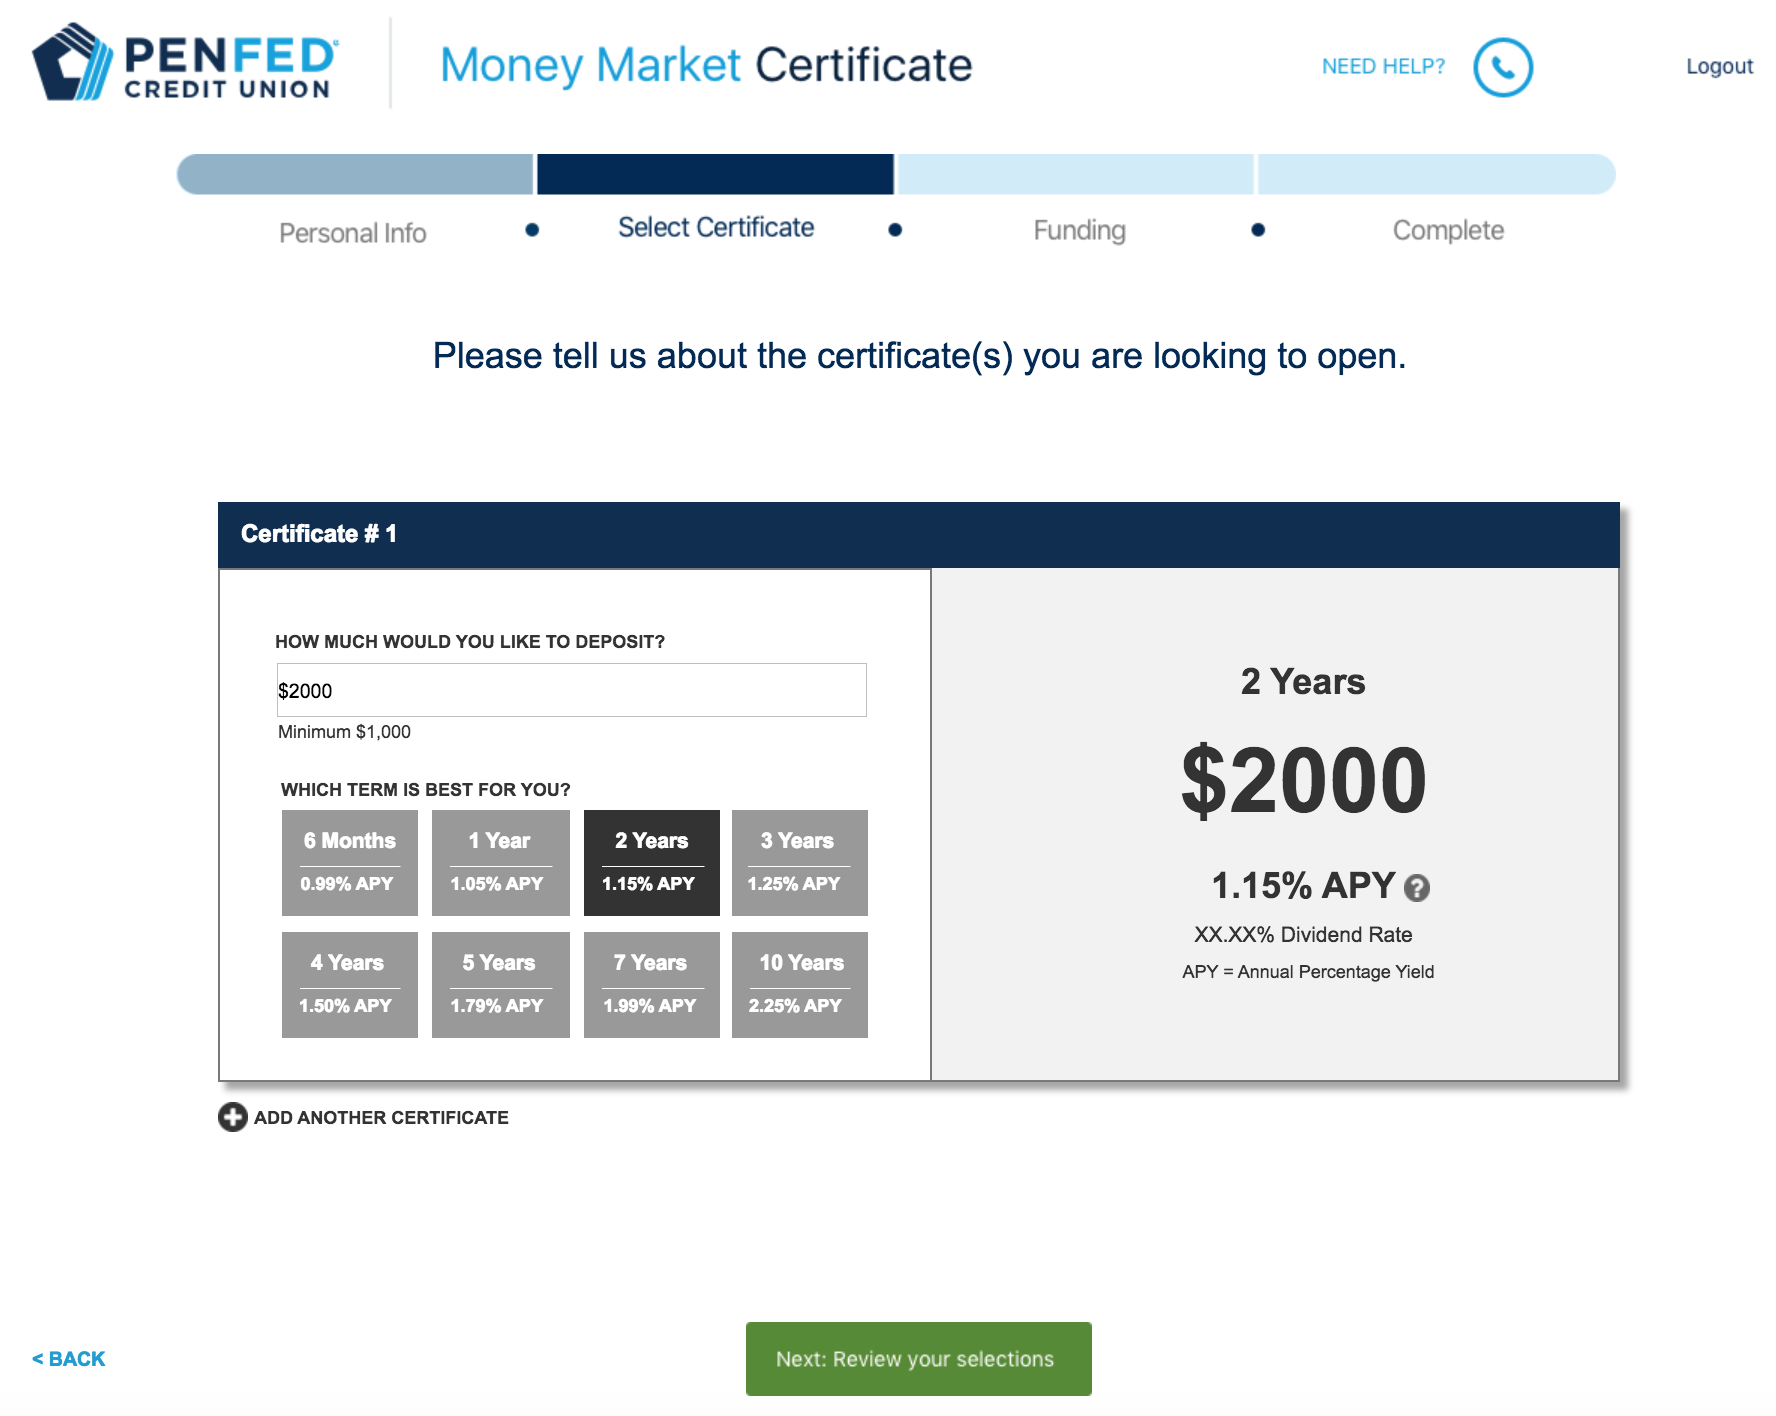 PENFED
CREDIT UNION
Money Market Certificate
NEED HELP?
Logout
Personal Info
Select Certificate
Funding
Complete
Please tell us about the certificate(s) you are looking to open.
Certificate # 1
HOW MUCH WOULD YOU LIKE TO DEPOSIT?
$2000
Minimum $1,000
WHICH TERM IS BEST FOR YOU?
6 Months
0.99% APY
1 Year
1.05% APY
2 Years
1.15% APY
3 Years
1.25% APY
4 Years
1.50% APY
5 Years
1.79% APY
7 Years
1.99% APY
10 Years
2.25% APY
2 Years
$2000
1.15% APY ?
XX.XX% Dividend Rate
APY = Annual Percentage Yield
ADD ANOTHER CERTIFICATE
< BACK
Next: Review your selections